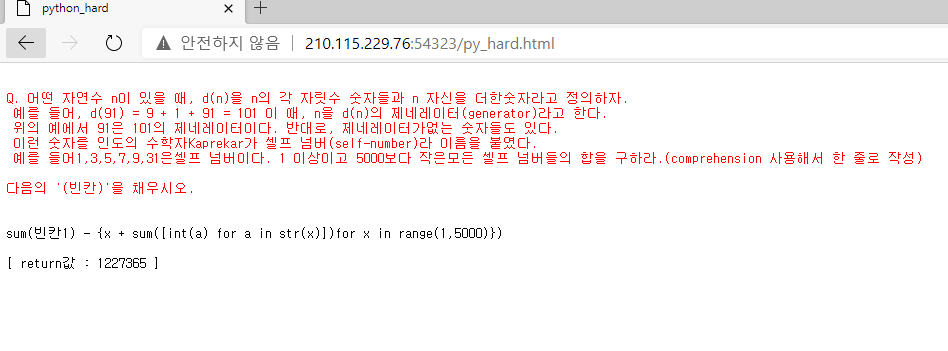 python_hard
안전하지 않음 | 210.115.229.76:54323/py_hard.html
Q. 어떤 자연수 n이 있을 때, d(n)을 n의 각 자릿수 숫자들과 n 자신을 더한숫자라고 정의하자.
예를 들어, d(91) = 9 + 1 + 91 = 101 이 때, n을 d(n)의 제네레이터(generator)라고 한다.
위의 예에서 91은 101의 제네레이터이다. 반대로, 제네레이터가없는 숫자들도 있다.
이런 숫자를 인도의 수학자Kaprekar가 셀프 넘버(self-number)라 이름을 붙였다.
예를 들어1,3,5,7,9,31은셀프 넘버이다. 1 이상이고 5000보다 작은모든 셀프 넘버들의 합을 구하라.(comprehension 사용해서 한 줄로 작성)
다음의 '(빈칸)'을 채우시오.
sum(빈칸1) - {x + sum([int(a) for a in str(x)])for x in range(1,5000)})
[ return값 : 1227365 ]